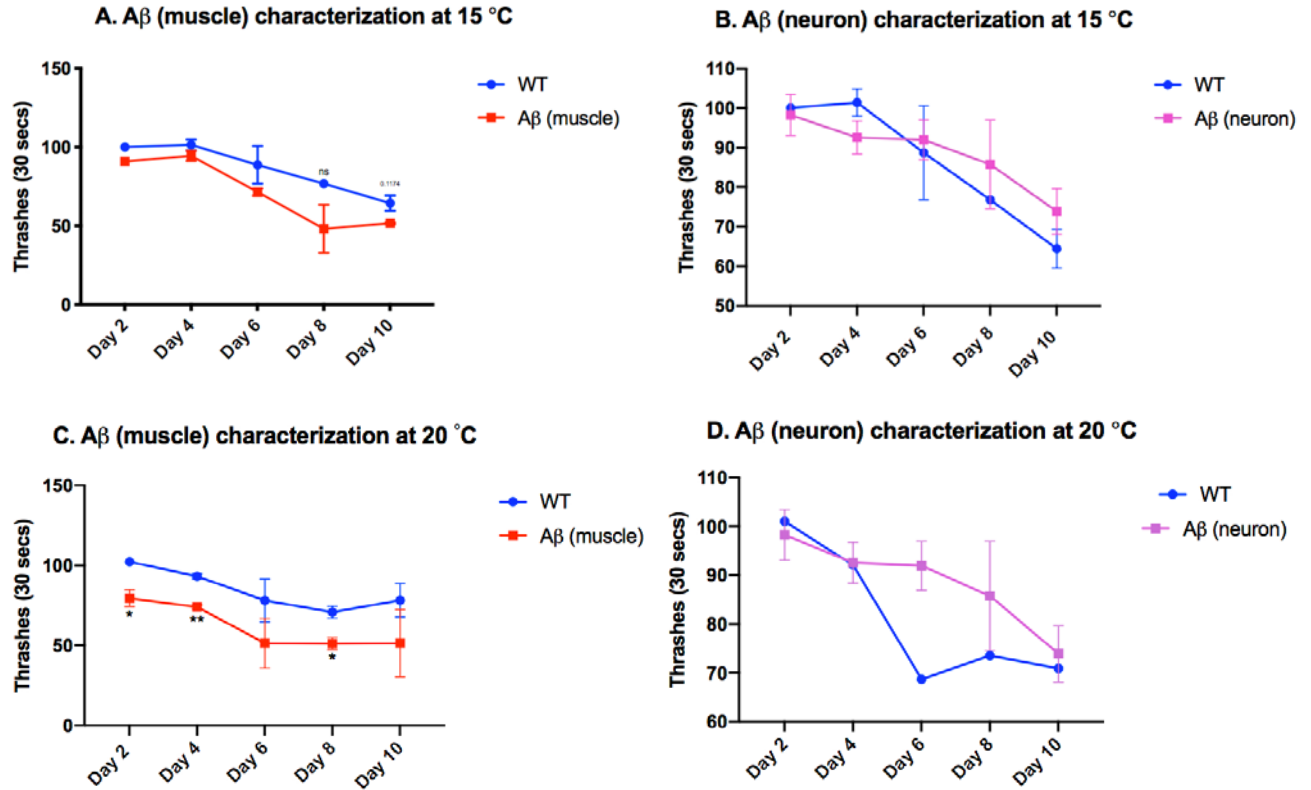 A. Aβ (muscle) characterization at 15 °C
Thrashes (30 secs)
150
100
50
0
ns
0.1174
Day 2
Day 4
Day 6
Day 8
Day 10
WT
Aβ (muscle)
B. Aβ (neuron) characterization at 15 °C
Thrashes (30 secs)
110
100
90
80
70
60
50
Day 2
Day 4
Day 6
Day 8
Day 10
WT
Aβ (neuron)
C. Aβ (muscle) characterization at 20 °C
Thrashes (30 secs)
150
100
50
0
*
**
*
Day 2
Day 4
Day 6
Day 8
Day 10
WT
Aβ (muscle)
D. Aβ (neuron) characterization at 20 °C
Thrashes (30 secs)
110
100
90
80
70
60
Day 2
Day 4
Day 6
Day 8
Day 10
WT
Aβ (neuron)